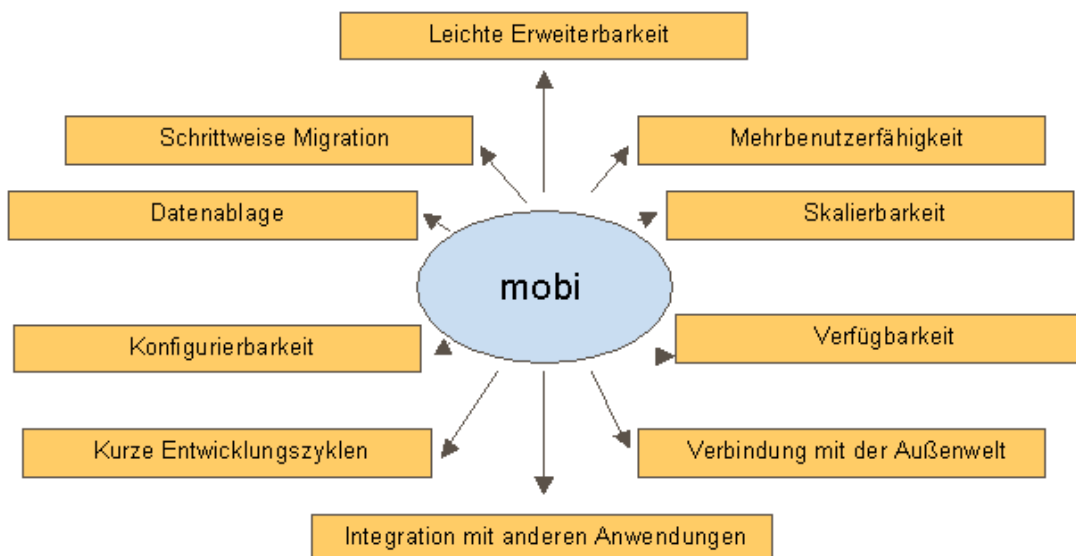 Leichte Erweiterbarkeit
Schrittweise Migration
Mehrbenutzerfähigkeit
Datenablage
Skalierbarkeit
mobi
Konfigurierbarkeit
Verfügbarkeit
Kurze Entwicklungszyklen
Verbindung mit der Außenwelt
Integration mit anderen Anwendungen